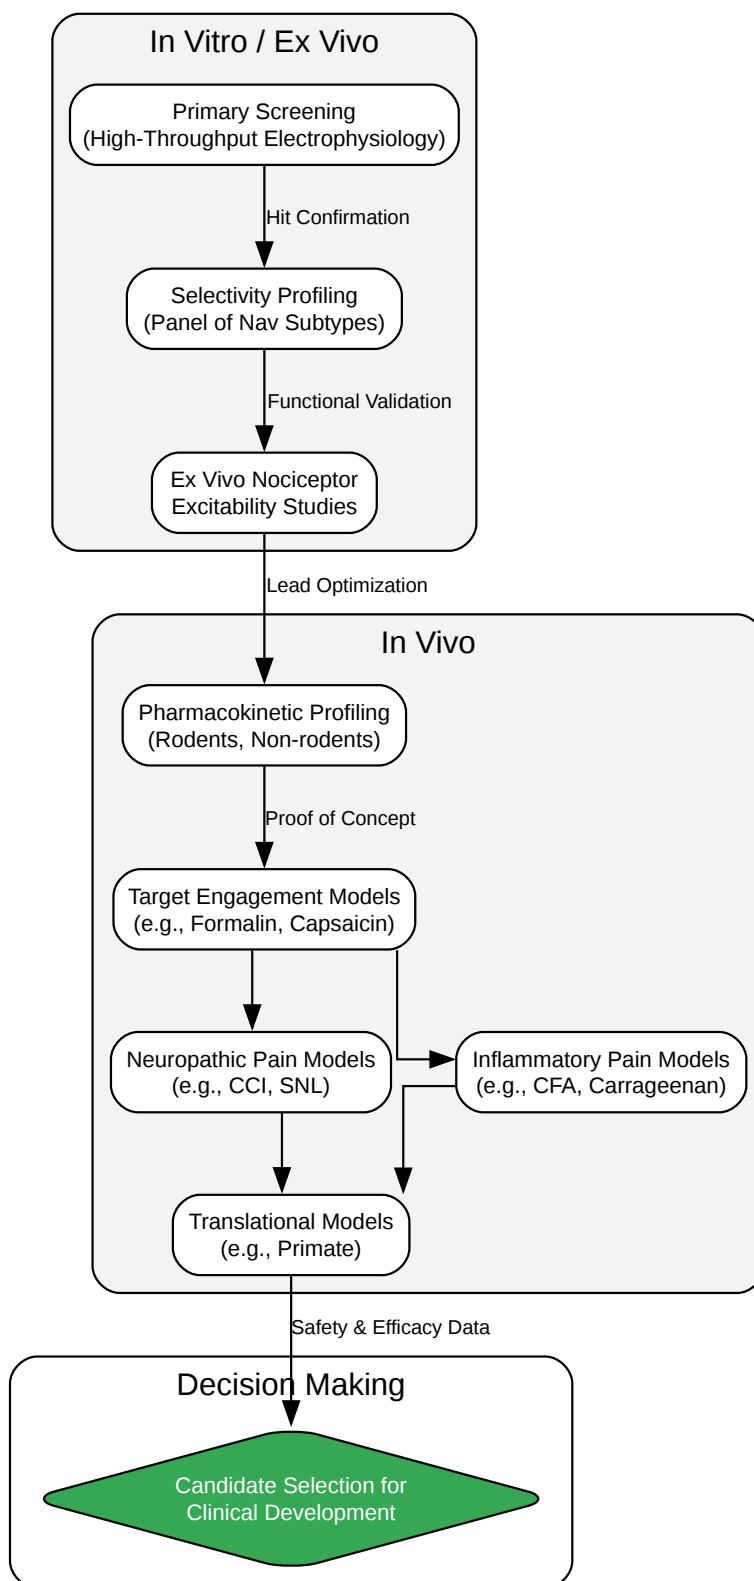 In Vitro / Ex Vivo
Primary Screening
(High-Throughput Electrophysiology)
Hit Confirmation
Selectivity Profiling
(Panel of Nav Subtypes)
Functional Validation
Ex Vivo Nociceptor
Excitability Studies
Lead Optimization
In Vivo
Pharmacokinetic Profiling
(Rodents, Non-rodents)
Proof of Concept
Target Engagement Models
(e.g., Formalin, Capsaicin)
Neuropathic Pain Models
(e.g., CCI, SNL)
Inflammatory Pain Models
(e.g., CFA, Carrageenan)
Translational Models
(e.g., Primate)
Safety & Efficacy Data
Decision Making
Candidate Selection for
Clinical Development